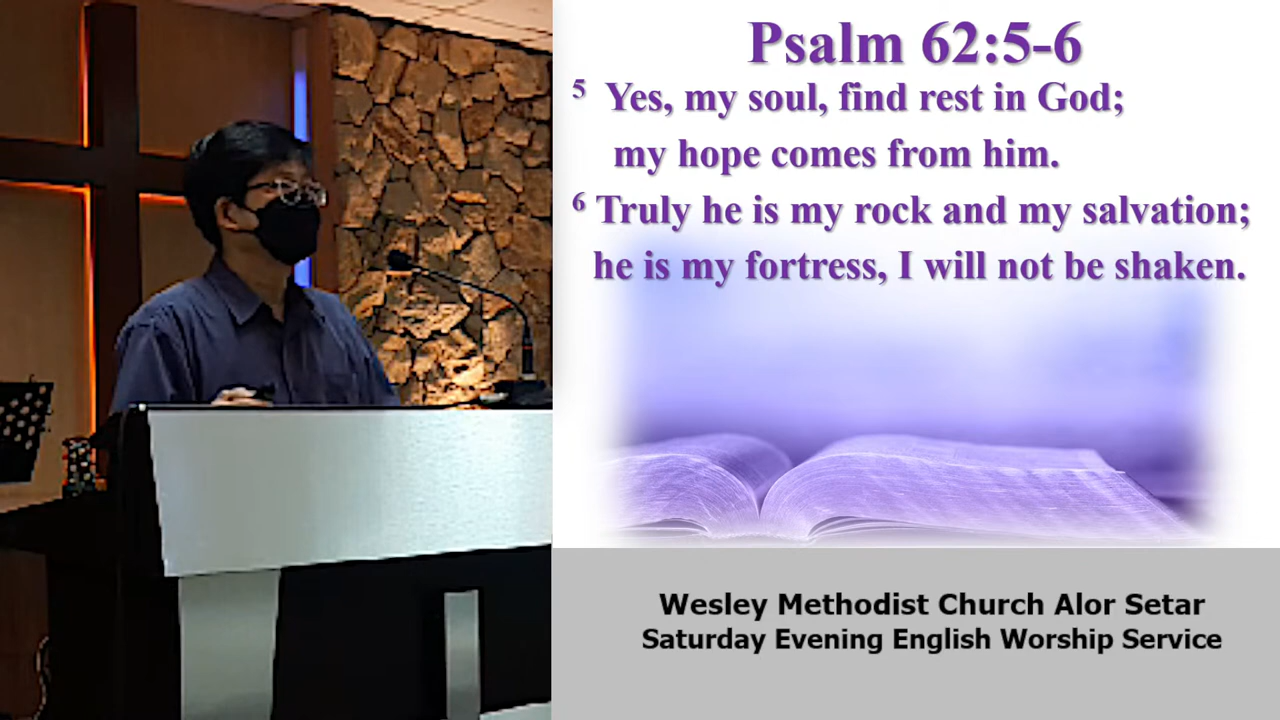 Psalm 62:5-6
5 Yes, my soul, find rest in God;
my hope comes from him.
6 Truly he is my rock and my salvation;
he is my fortress, I will not be shaken.
Wesley Methodist Church Alor Setar
Saturday Evening English Worship Service